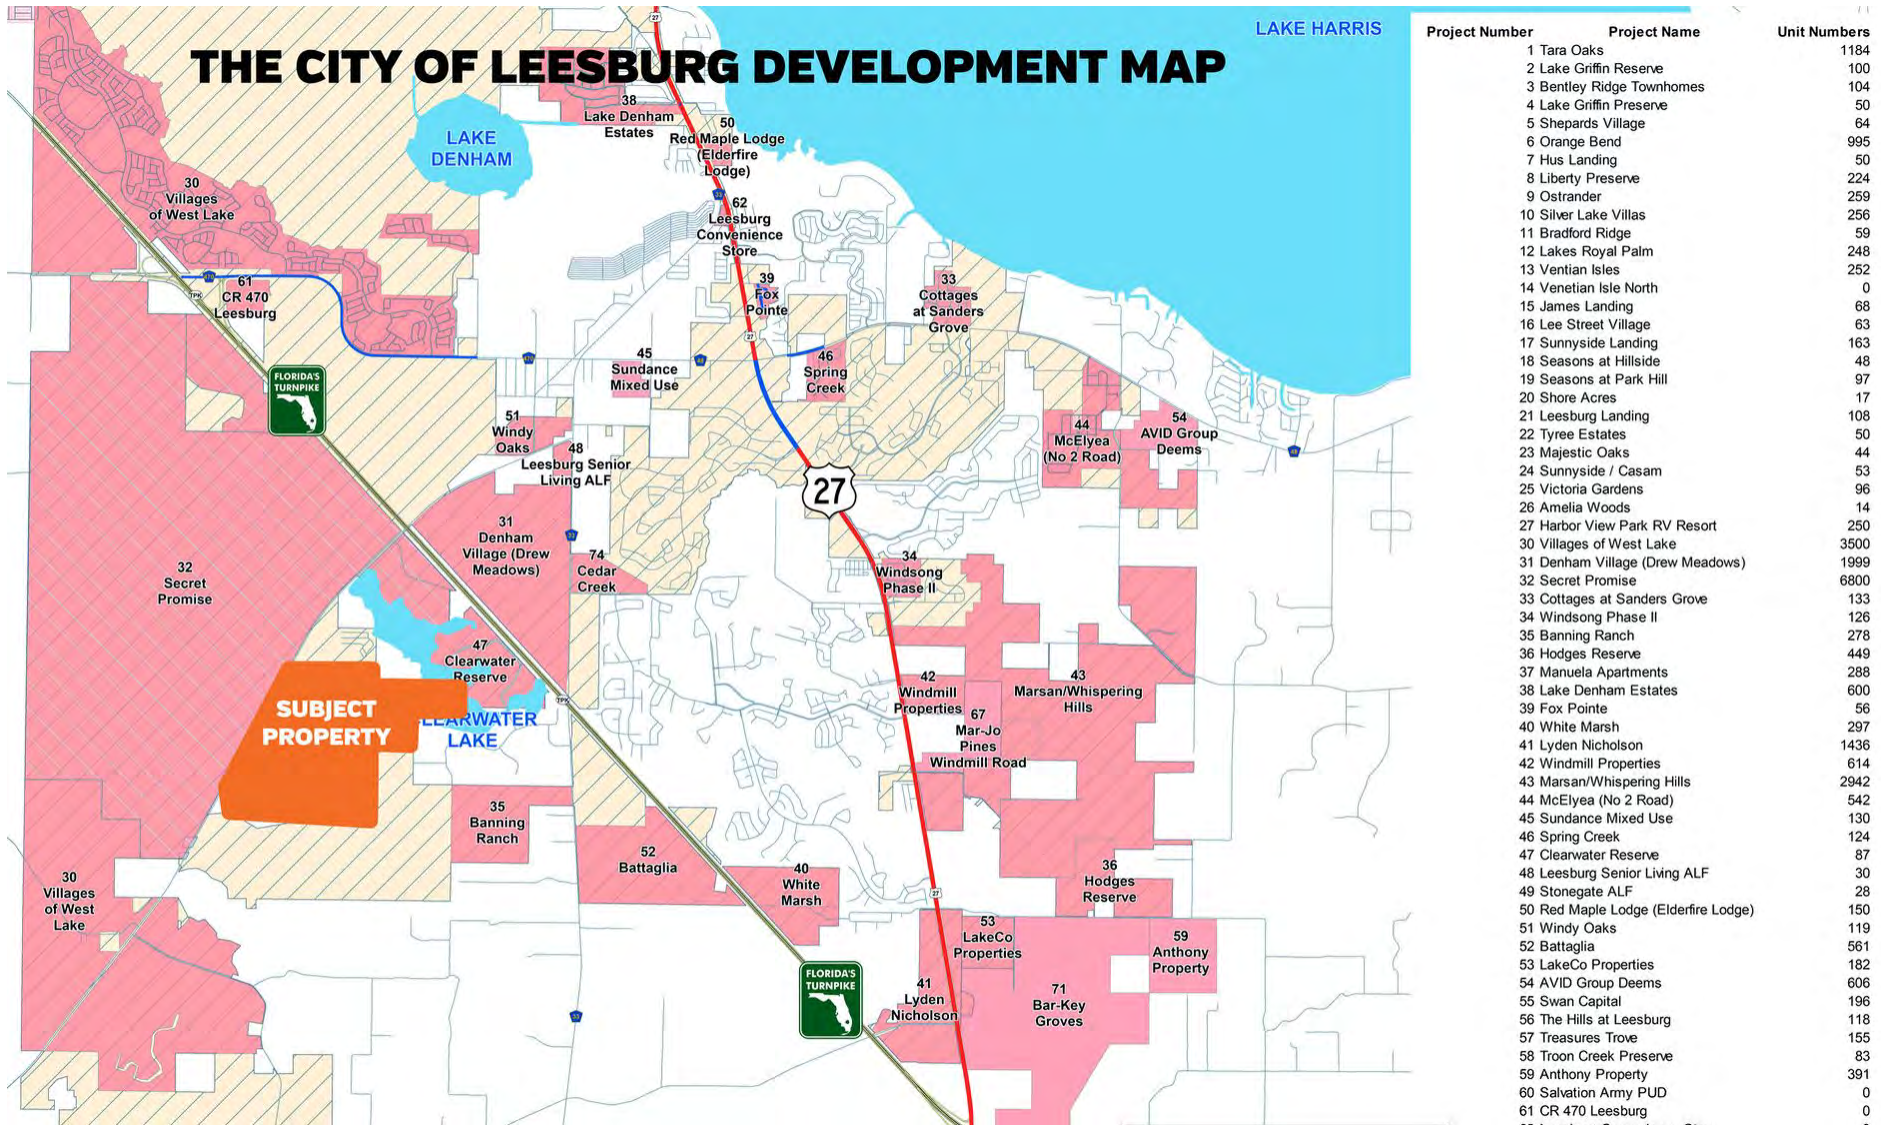 THE CITY OF LEESBURG DEVELOPMENT MAP
LAKE HARRIS
27
38
Lake Denham
Estates
LAKE
DENHAM
50
Red Maple Lodge
(Elderfire
Lodge)
30
Villages
of West Lake
62
Leesburg
Convenience
Store
61
CR 470
Leesburg
TPK
39
Fox
Pointe
33
Cottages
at Sanders
Grove
27
45
Sundance
Mixed Use
46
Spring
Creek
FLORIDA'S
TURNPIKE
51
Windy
Oaks
48
Leesburg Senior
Living ALF
44
McElyea
(No 2 Road)
54
AVID Group
Deems
27
31
Denham
Village (Drew
Meadows)
74
Cedar
Creek
34
Windsong
Phase II
32
Secret
Promise
47
Clearwater
Reserve
TPK
SUBJECT
PROPERTY
LEARWATER
LAKE
42
Windmill
Properties
43
Marsan/Whispering
Hills
67
Mar-Jo
Pines
Windmill Road
35
Banning
Ranch
52
Battaglia
40
White
Marsh
27
36
Hodges
Reserve
30
Villages
of West
Lake
53
LakeCo
Properties
59
Anthony
Property
FLORIDA'S
TURNPIKE
41
Lyden
Nicholson
71
Bar-Key
Groves
Project Number Project Name Unit Numbers
1 Tara Oaks 1184
2 Lake Griffin Reserve 100
3 Bentley Ridge Townhomes 104
4 Lake Griffin Preserve 50
5 Shepards Village 64
6 Orange Bend 995
7 Hus Landing 50
8 Liberty Preserve 224
9 Ostrander 259
10 Silver Lake Villas 256
11 Bradford Ridge 59
12 Lakes Royal Palm 248
13 Ventian Isles 252
14 Venetian Isle North 0
15 James Landing 68
16 Lee Street Village 63
17 Sunnyside Landing 163
18 Seasons at Hillside 48
19 Seasons at Park Hill 97
20 Shore Acres 17
21 Leesburg Landing 108
22 Tyree Estates 50
23 Majestic Oaks 44
24 Sunnyside / Casam 53
25 Victoria Gardens 96
26 Amelia Woods 14
27 Harbor View Park RV Resort 250
30 Villages of West Lake 3500
31 Denham Village (Drew Meadows) 1999
32 Secret Promise 6800
33 Cottages at Sanders Grove 133
34 Windsong Phase II 126
35 Banning Ranch 278
36 Hodges Reserve 449
37 Manuela Apartments 288
38 Lake Denham Estates 600
39 Fox Pointe 56
40 White Marsh 297
41 Lyden Nicholson 1436
42 Windmill Properties 614
43 Marsan/Whispering Hills 2942
44 McElyea (No 2 Road) 542
45 Sundance Mixed Use 130
46 Spring Creek 124
47 Clearwater Reserve 87
48 Leesburg Senior Living ALF 30
49 Stonegate ALF 28
50 Red Maple Lodge (Elderfire Lodge) 150
51 Windy Oaks 119
52 Battaglia 561
53 LakeCo Properties 182
54 AVID Group Deems 606
55 Swan Capital 196
56 The Hills at Leesburg 118
57 Treasures Trove 155
58 Troon Creek Preserve 83
59 Anthony Property 391
60 Salvation Army PUD 0
61 CR 470 Leesburg 0